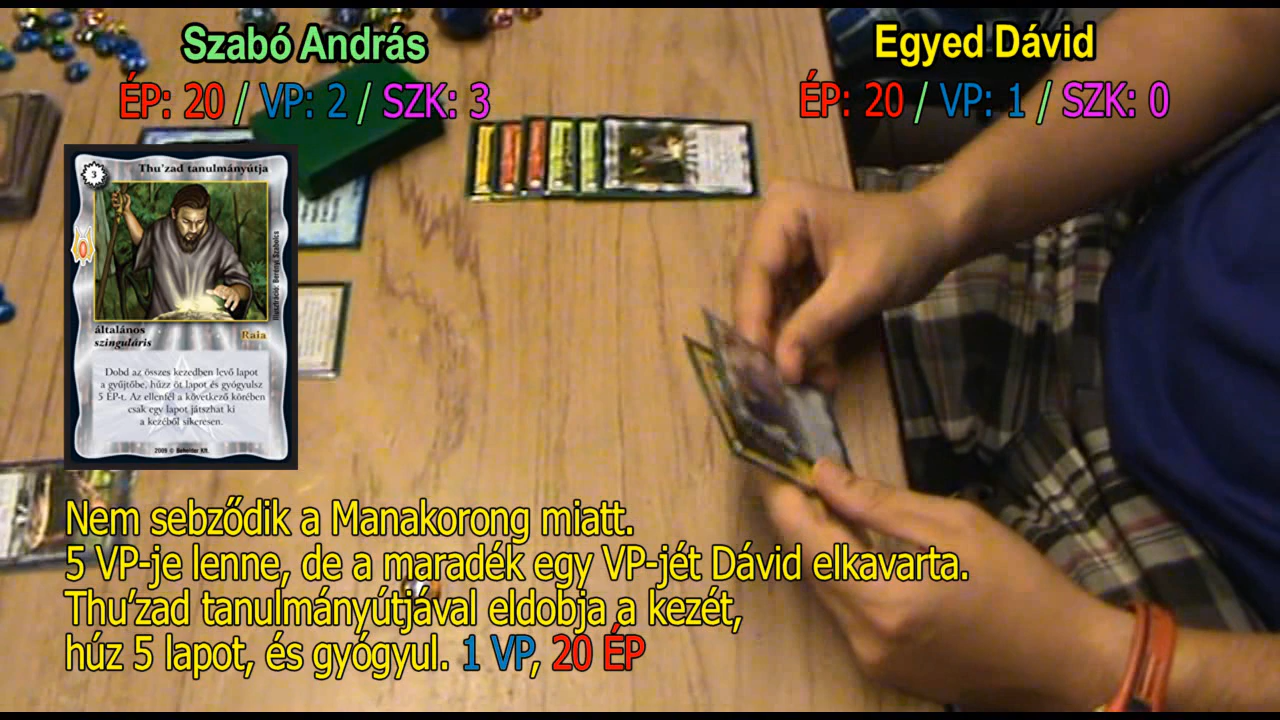 Szabó András
Egyed Dávid
ÉP: 20 / VP: 2 / SZK: 3
ÉP: 20 / VP: 1 / SZK: 0
3
Thu'zad tanulmányútja
0
Illusztráció: Berényi Szabolcs
általános
szinguláris
Raia
Dobd az összes kezedben levő lapot
a gyűjtőbe, húzz öt lapot és gyógyulsz
5 ÉP-t. Az ellenfél a következő körében
csak egy lapot játszhat ki
a kezéből sikeresen.
2009 © Beholder Kft.
Nem sebződik a Manakorong miatt.
5 VP-je lenne, de a maradék egy VP-jét Dávid elkavarta.
Thu'zad tanulmányútjával eldobja a kezét,
húz 5 lapot, és gyógyul. 1 VP, 20 ÉP